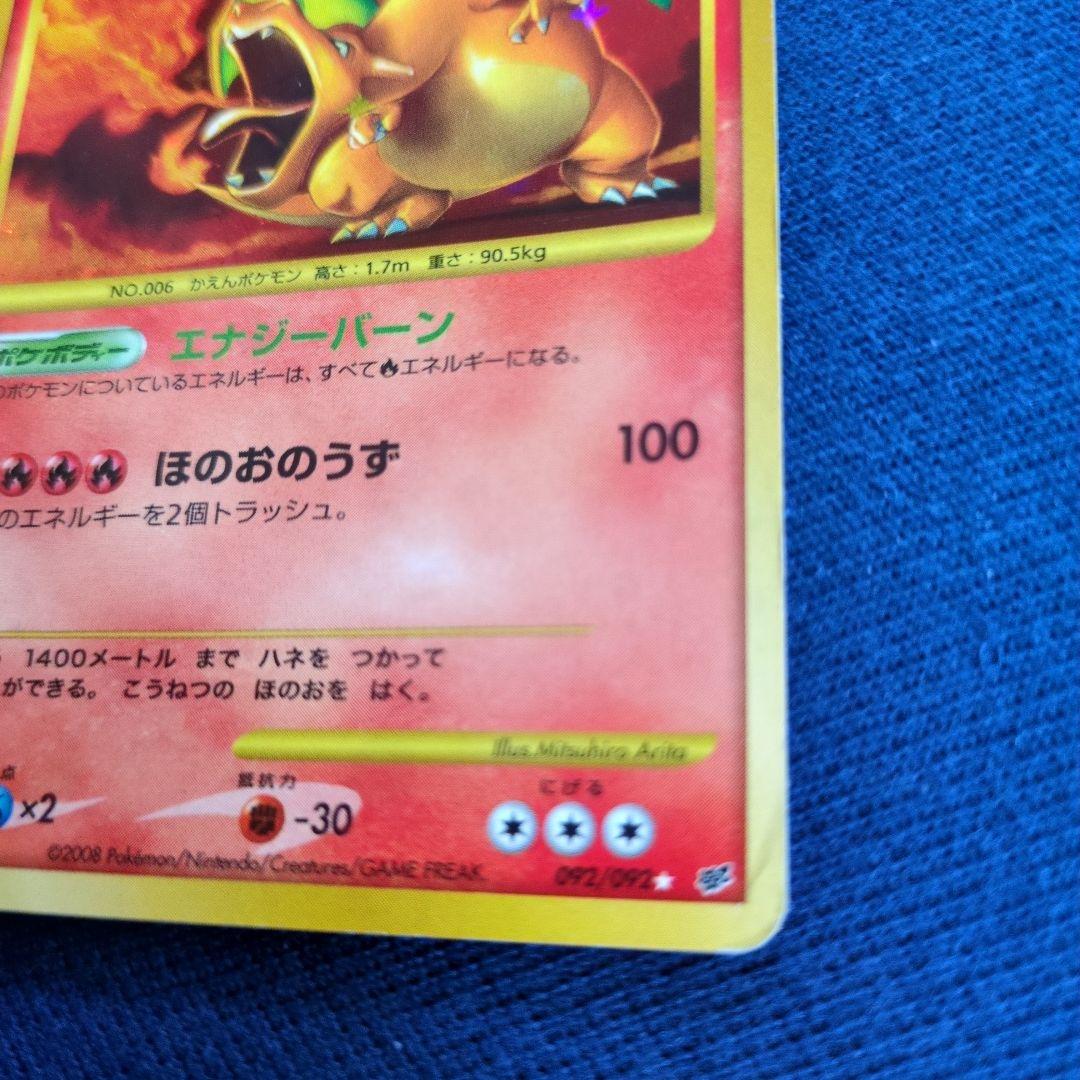 NO.006 かえんポケモン 高さ：1.7m 重さ：90.5kg
ポケボディー エナジーバーン
のポケモンについているエネルギーは、すべてエネルギーになる。
ほのおのうず 100
のエネルギーを2個トラッシュ。
1400メートル まで ハネを つかって
ができる。 こうねつの ほのおを はく。
Illus.Mitsuhiro Arita
点 抵抗力 にげる
×2 -30
©2008 Pokémon/Nintendo/Creatures/GAME FREAK.
092/092★